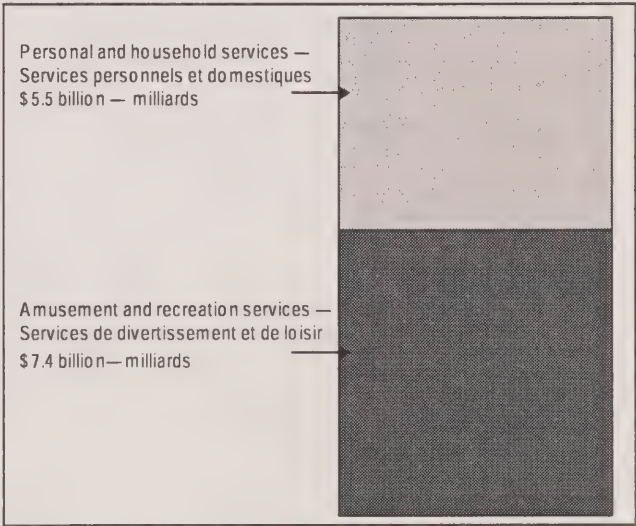 Personal and household services —
Services personnels et domestiques
$5.5 billion — milliards
Amusement and recreation services —
Services de divertissement et de loisir
$7.4 billion — milliards